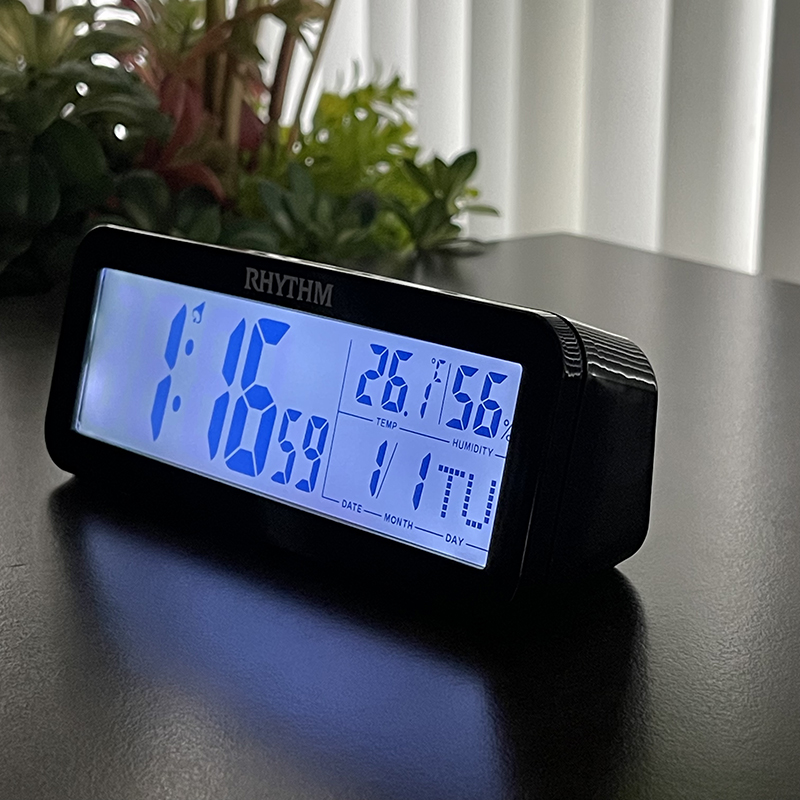 RHYTHM
1:16 59
26.1°C 56%
TEMP HUMIDITY
1/1 TU
DATE MONTH DAY